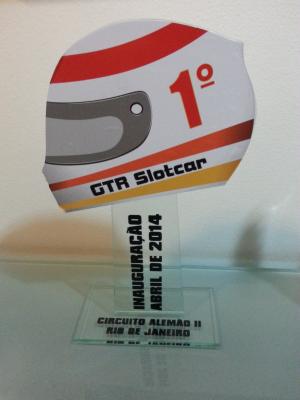 1º
GTR Slotcar
INAUGURAÇÃO
ABRIL DE 2014
CIRCUITO ALEMÃO II
RIO DE JANEIRO